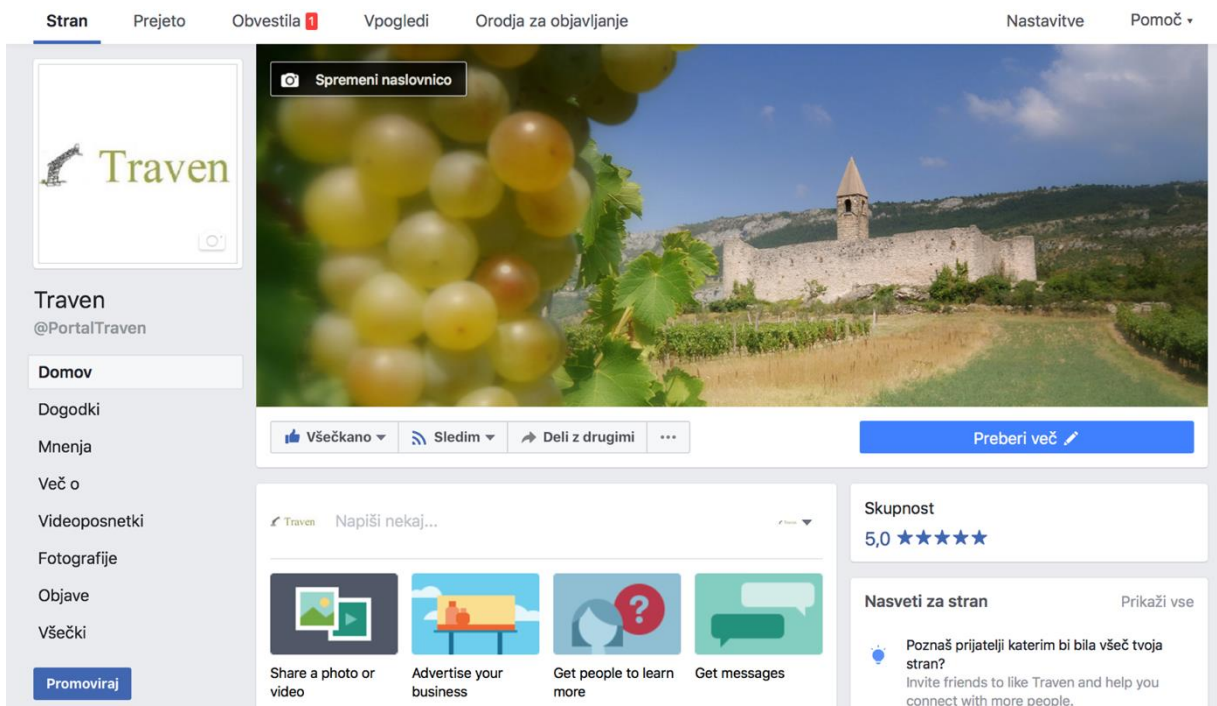 Stran Prejeto Obvestila 1 Vpogledi Orodja za objavljanje Nastavitve Pomoč
Spremeni naslovnico
Traven
Traven
@PortalTraven
Domov
Dogodki
Mnenja
Več o
Videoposnetki
Fotografije
Objave
Všečki
Promoviraj
Všečkano Sledim Deli z drugimi ...
Preberi več
Traven Napiši nekaj...
Share a photo or
video
Advertise your
business
Get people to learn
more
Get messages
Skupnost
5,0
Nasveti za stran Prikaži vse
Poznaš prijatelji katerim bi bila všeč tvoja
stran?
Invite friends to like Traven and help you
connect with more people.